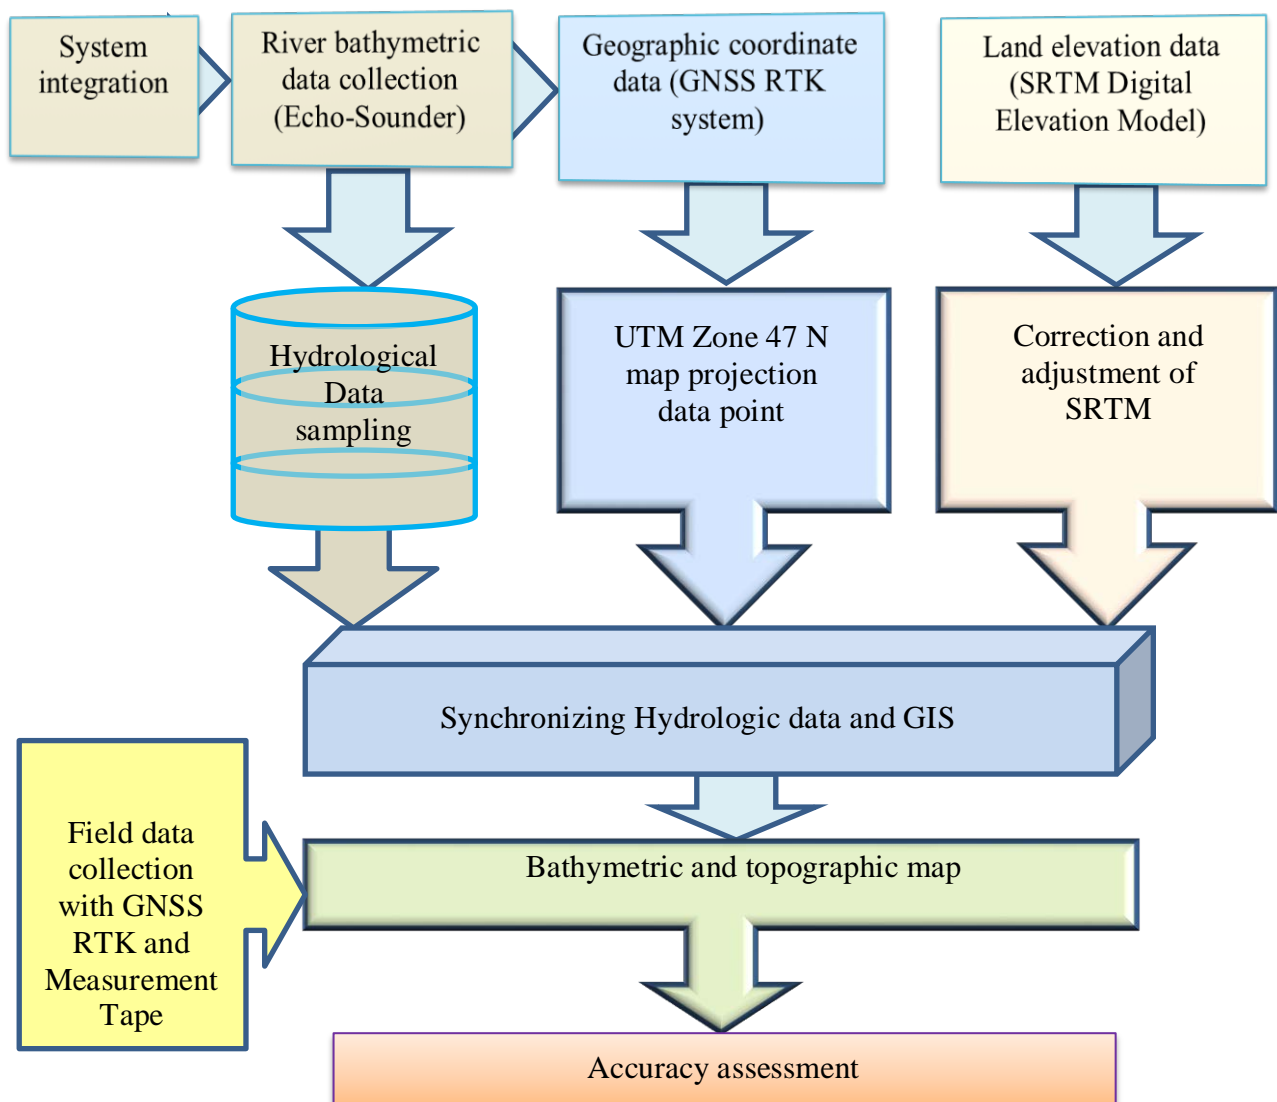 System
integration
River bathymetric
data collection
(Echo-Sounder)
Geographic coordinate
data (GNSS RTK
system)
Land elevation data
(SRTM Digital
Elevation Model)
Hydrological
Data
sampling
UTM Zone 47 N
map projection
data point
Correction and
adjustment of
SRTM
Synchronizing Hydrologic data and GIS
Field data
collection
with GNSS
RTK and
Measurement
Tape
Bathymetric and topographic map
Accuracy assessment